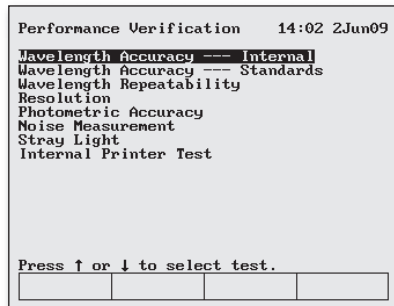 Performance Verification 14:02 2Jun09
Wavelength Accuracy --- Internal
Wavelength Accuracy --- Standards
Wavelength Repeatability
Resolution
Photometric Accuracy
Noise Measurement
Stray Light
Internal Printer Test
Press ↑ or ↓ to select test.